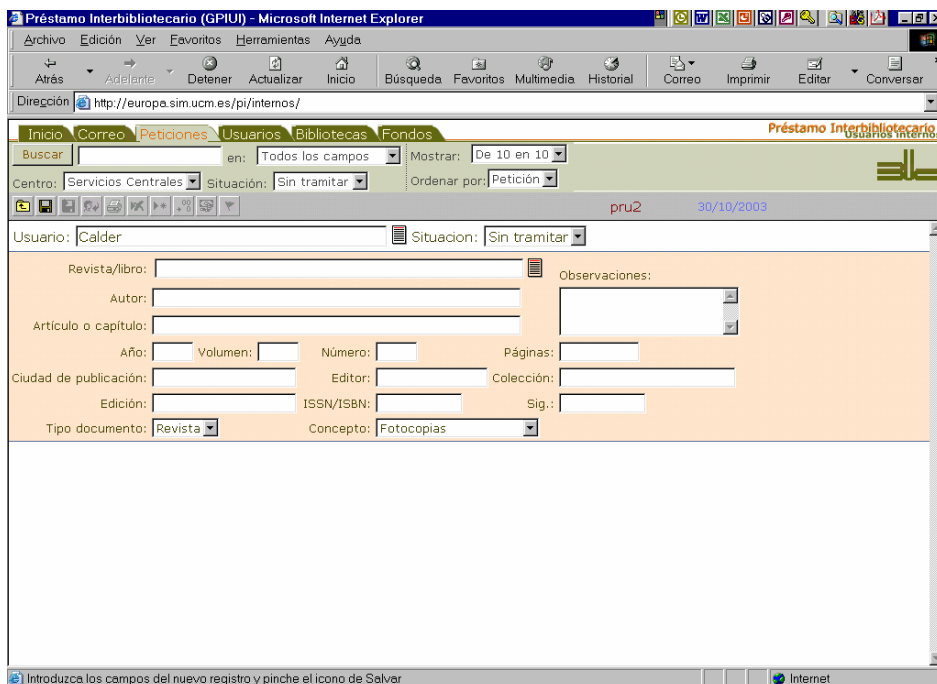 Préstamo Interbibliotecario (GPIUI) - Microsoft Internet Explorer
Archivo Edición Ver Favoritos Herramientas Ayuda
Atrás Adelante Detener Actualizar Inicio Búsqueda Favoritos Multimedia Historial Correo Imprimir Editar Conversar
Dirección http://europa.sim.ucm.es/pi/internos/
Inicio Correo Peticiones Usuarios Bibliotecas Fondos Préstamo Interbibliotecario
Usuarios internos
Buscar en: Todos los campos Mostrar: De 10 en 10
Centro: Servicios Centrales Situación: Sin tramitar Ordenar por: Petición
pru2 30/10/2003
Usuario: Calder Situacion: Sin tramitar
Revista/libro: Observaciones:
Autor:
Artículo o capítulo:
Año: Volumen: Número: Páginas:
Ciudad de publicación: Editor: Colección:
Edición: ISSN/ISBN: Sig.:
Tipo documento: Revista Concepto: Fotocopias
Introduzca los campos del nuevo registro y pinche el icono de Salvar Internet